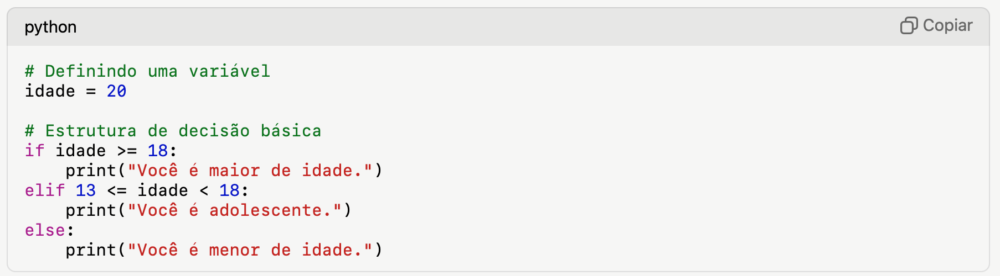 python
Copiar
# Definindo uma variável
idade = 20

# Estrutura de decisão básica
if idade >= 18:
    print("Você é maior de idade.")
elif 13 <= idade < 18:
    print("Você é adolescente.")
else:
    print("Você é menor de idade.")